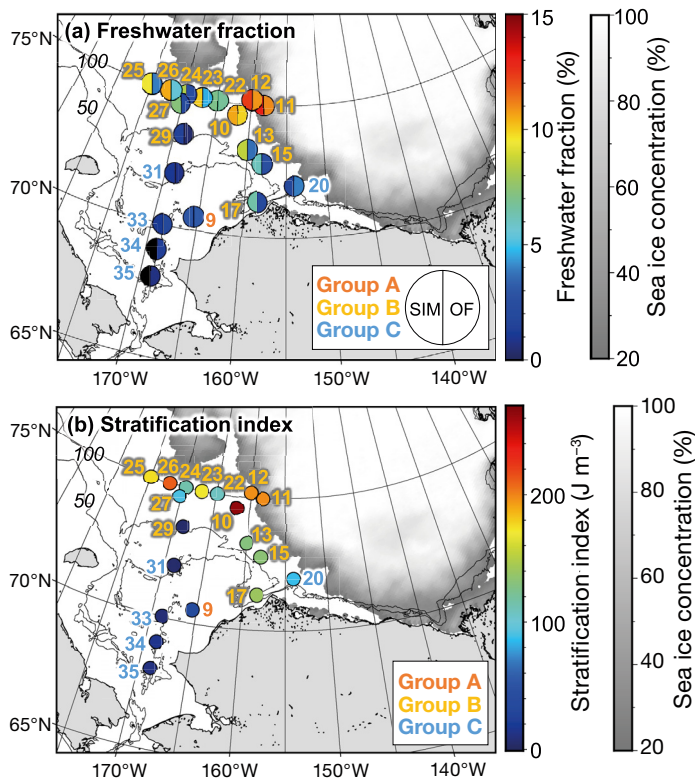 (a) Freshwater fraction
75°N
70°N
65°N
170°W
160°W
150°W
140°W
100
50
25
26
24
23
22
12
11
27
10
29
13
15
31
20
17
33
9
34
35
Group A
Group B
Group C
SIM
OF
15
10
5
0
Freshwater fraction (%)
100
80
60
40
20
Sea ice concentration (%)
(b) Stratification index
75°N
70°N
65°N
170°W
160°W
150°W
140°W
100
50
25
26
24
23
22
12
11
27
10
29
13
15
31
20
17
33
9
34
35
Group A
Group B
Group C
200
100
0
Stratification index (J m⁻³)
100
80
60
40
20
Sea ice concentration (%)